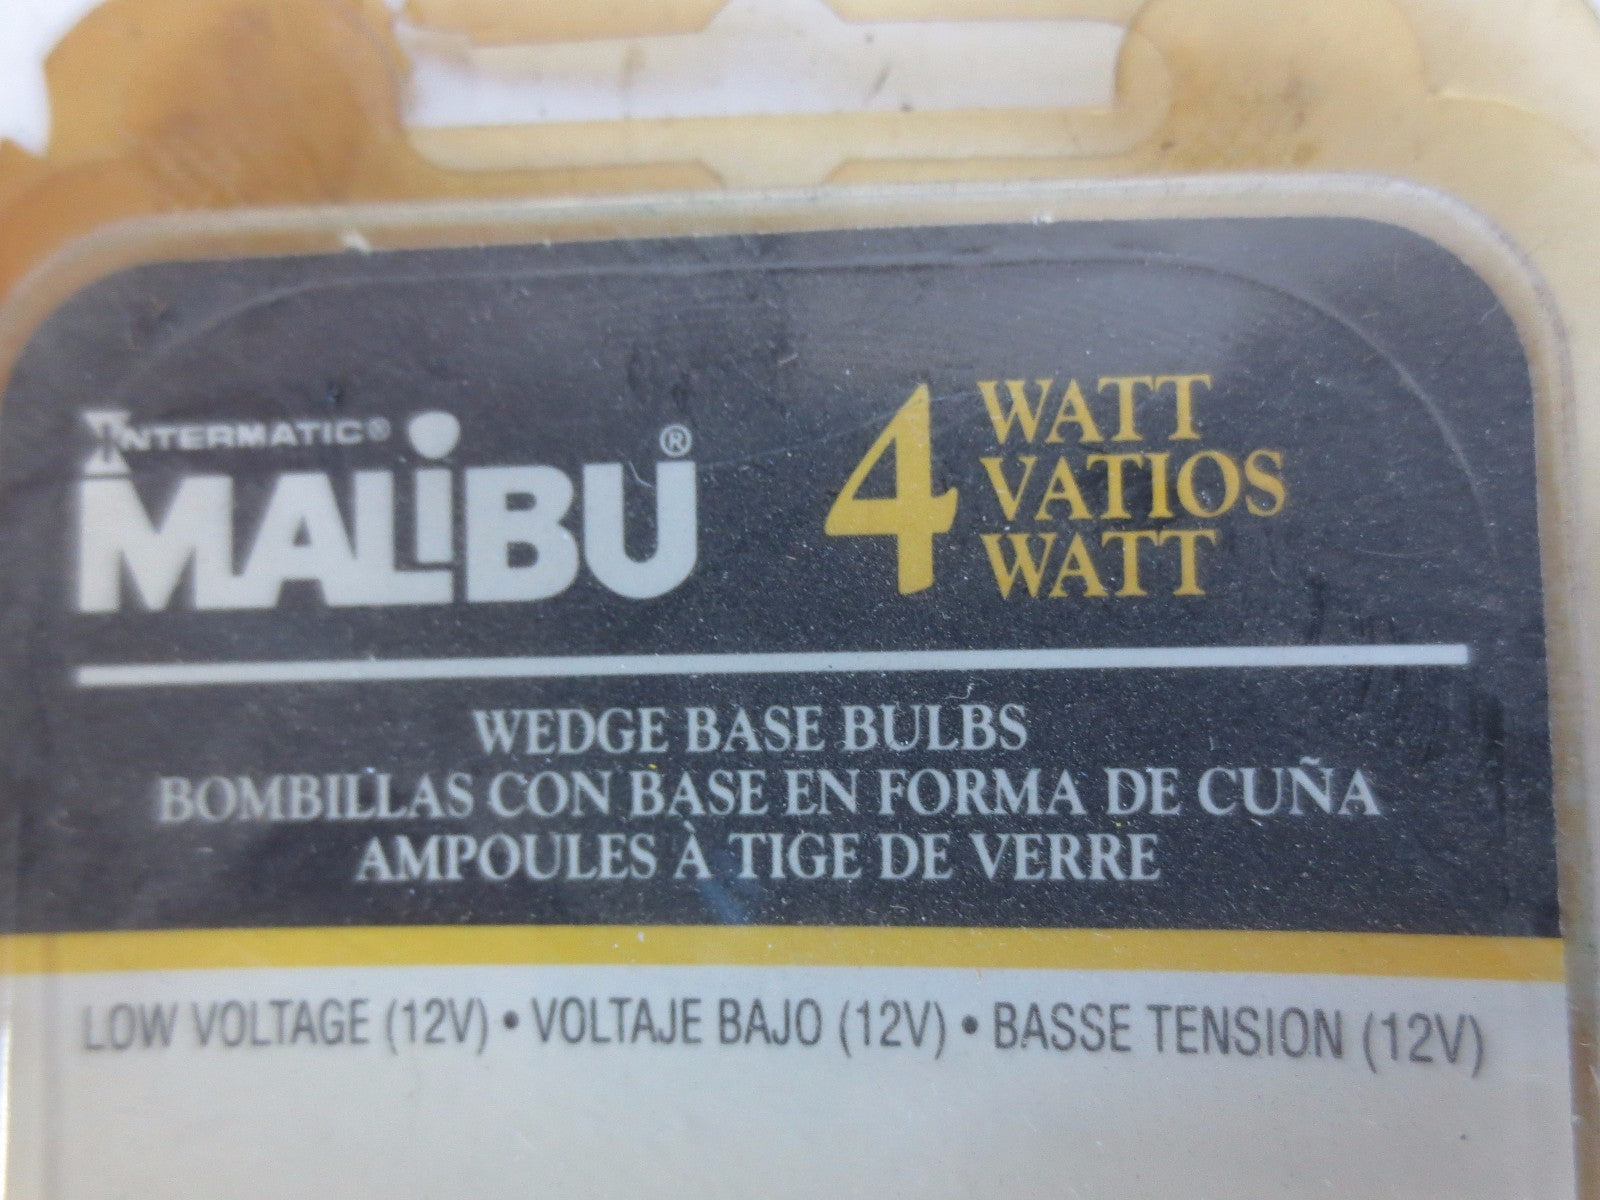 INTERMATIC®
MALiBU®
4 WATT
VATIOS
WATT
WEDGE BASE BULBS
BOMBILLAS CON BASE EN FORMA DE CUÑA
AMPOULES À TIGE DE VERRE
LOW VOLTAGE (12V) • VOLTAJE BAJO (12V) • BASSE TENSION (12V)